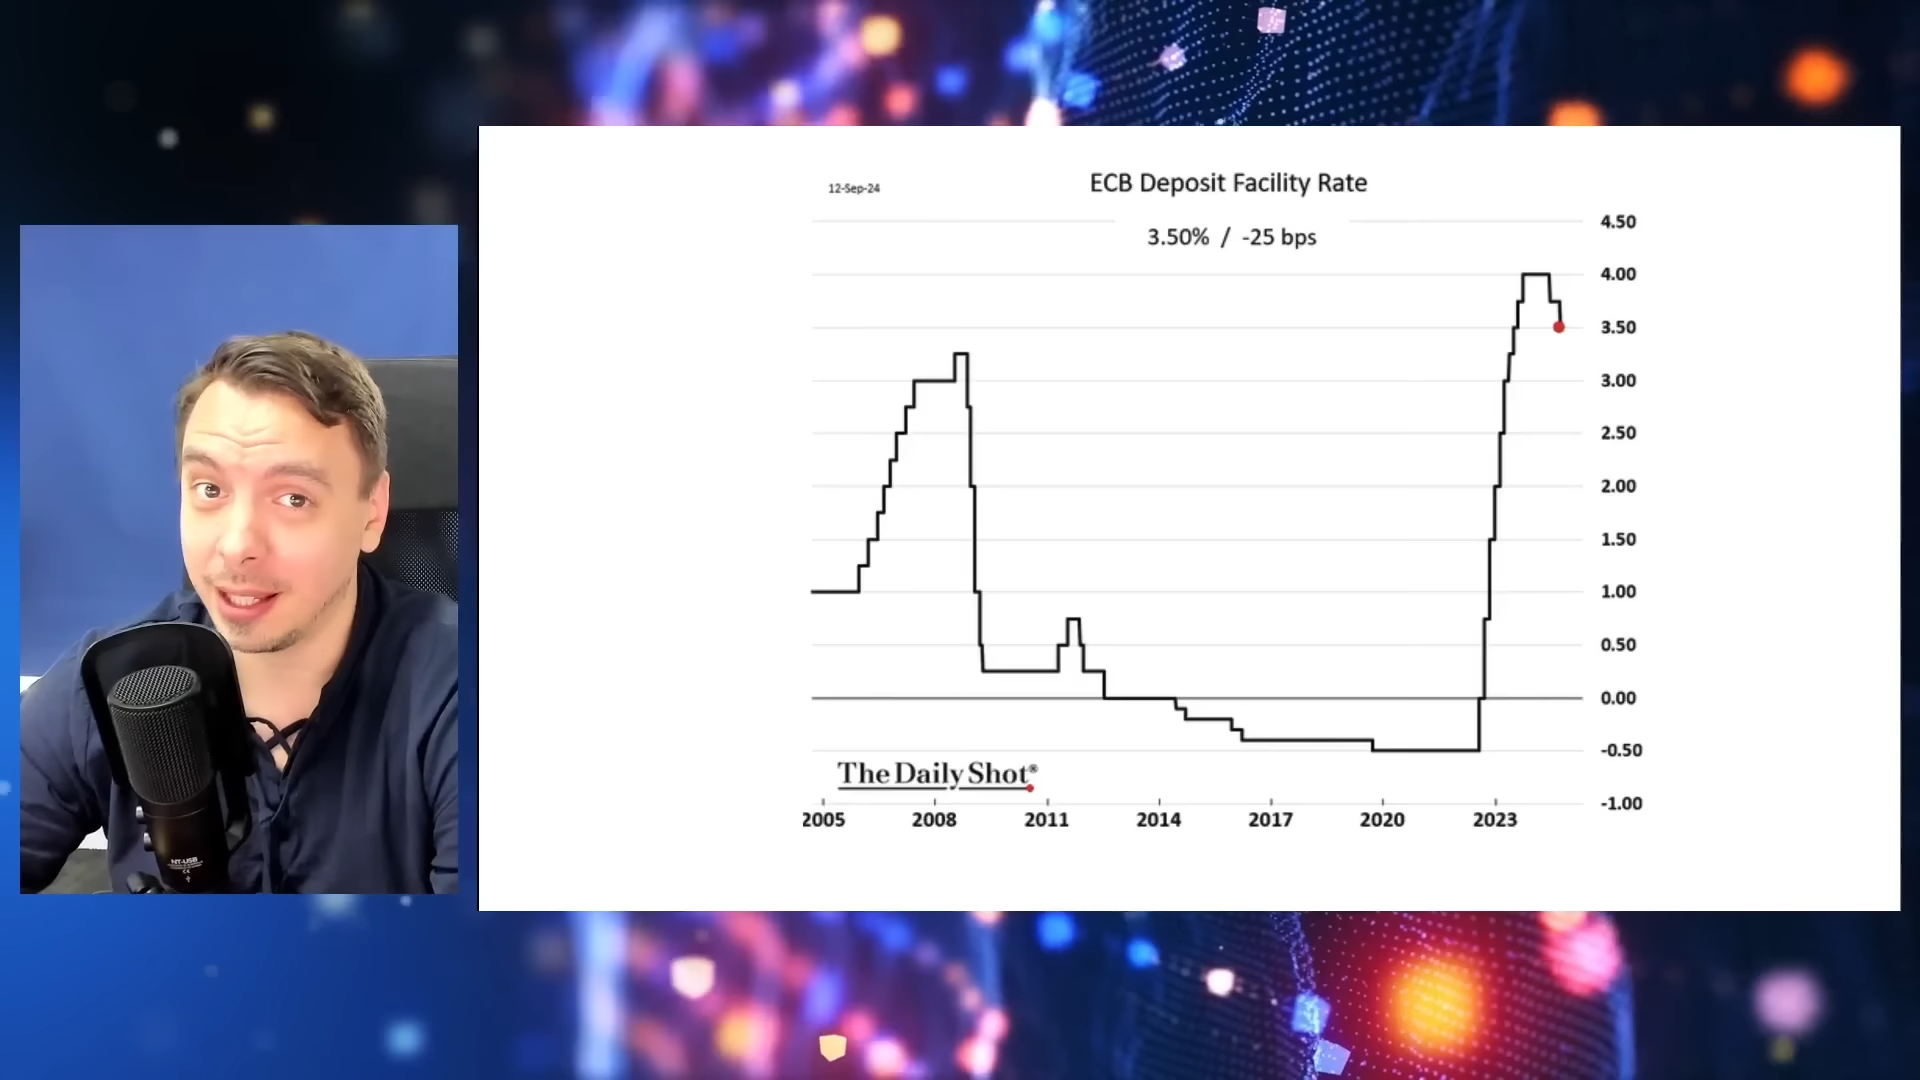 12-Sep-24
ECB Deposit Facility Rate
3.50% / -25 bps
4.50
4.00
3.50
3.00
2.50
2.00
1.50
1.00
0.50
0.00
-0.50
-1.00
The Daily Shot®
2005 2008 2011 2014 2017 2020 2023
NT-USB